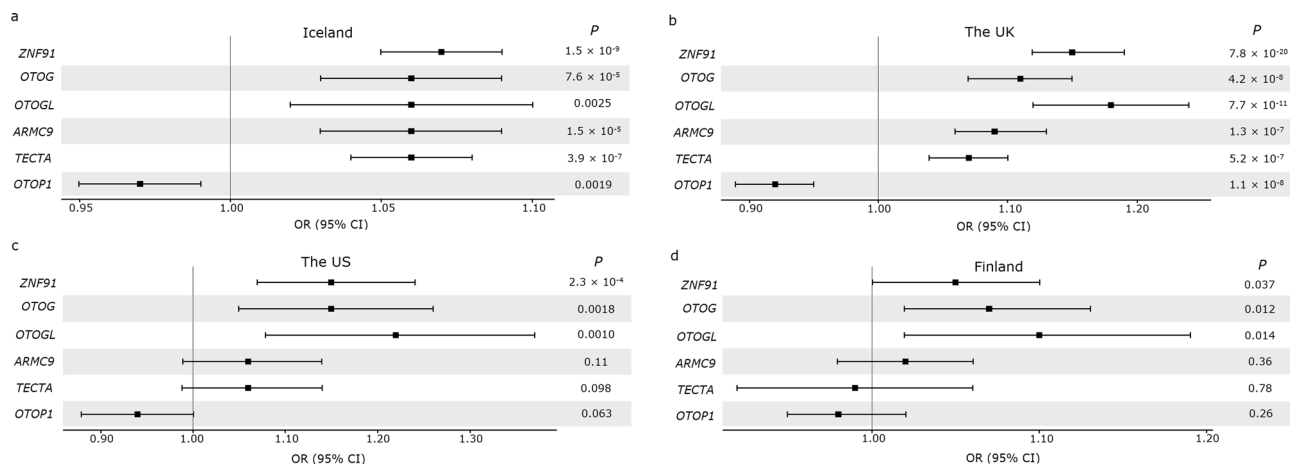 a
Iceland
P
ZNF91 1.5 × 10⁻⁹
OTOG 7.6 × 10⁻⁵
OTOGL 0.0025
ARMC9 1.5 × 10⁻⁵
TECTA 3.9 × 10⁻⁷
OTOP1 0.0019
0.95 1.00 1.05 1.10
OR (95% CI)
b
The UK
P
ZNF91 7.8 × 10⁻²⁰
OTOG 4.2 × 10⁻⁸
OTOGL 7.7 × 10⁻¹¹
ARMC9 1.3 × 10⁻⁷
TECTA 5.2 × 10⁻⁷
OTOP1 1.1 × 10⁻⁸
0.90 1.00 1.10 1.20
OR (95% CI)
c
The US
P
ZNF91 2.3 × 10⁻⁴
OTOG 0.0018
OTOGL 0.0010
ARMC9 0.11
TECTA 0.098
OTOP1 0.063
0.90 1.00 1.10 1.20 1.30
OR (95% CI)
d
Finland
P
ZNF91 0.037
OTOG 0.012
OTOGL 0.014
ARMC9 0.36
TECTA 0.78
OTOP1 0.26
1.00 1.10 1.20
OR (95% CI)